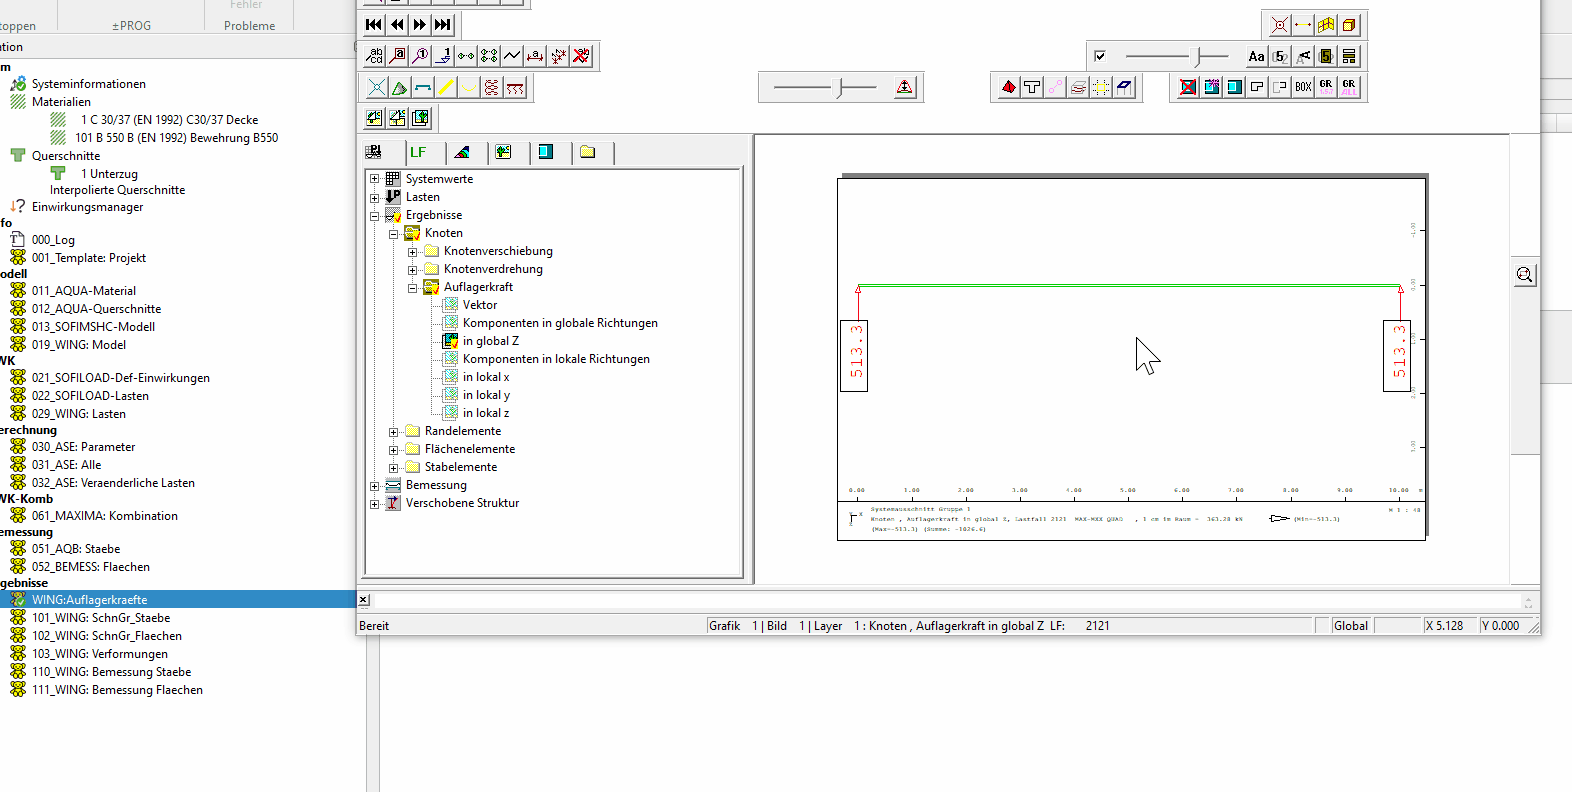 Fehler
toppen
±PROG
Probleme
tion
m
Systeminformationen
Materialien
1 C 30/37 (EN 1992) C30/37 Decke
101 B 550 B (EN 1992) Bewehrung B550
Querschnitte
1 Unterzug
Interpolierte Querschnitte
Einwirkungsmanager
fo
000_Log
001_Template: Projekt
odell
011_AQUA-Material
012_AQUA-Querschnitte
013_SOFIMSHC-Modell
019_WING: Model
WK
021_SOFILOAD-Def-Einwirkungen
022_SOFILOAD-Lasten
029_WING: Lasten
erechnung
030_ASE: Parameter
031_ASE: Alle
032_ASE: Veraenderliche Lasten
WK-Komb
061_MAXIMA: Kombination
emessung
051_AQB: Staebe
052_BEMESS: Flaechen
gebnisse
WING:Auflagerkraefte
101_WING: SchnGr_Staebe
102_WING: SchnGr_Flaechen
103_WING: Verformungen
110_WING: Bemessung Staebe
111_WING: Bemessung Flaechen
Aa
BOX
GR
GR
ALL
LF
Systemwerte
Lasten
Ergebnisse
Knoten
Knotenverschiebung
Knotenverdrehung
Auflagerkraft
Vektor
Komponenten in globale Richtungen
in global Z
Komponenten in lokale Richtungen
in lokal x
in lokal y
in lokal z
Randelemente
Flächenelemente
Stabelemente
Bemessung
Verschobene Struktur
513.3
513.3
0.00 1.00 2.00 3.00 4.00 5.00 6.00 7.00 8.00 9.00 10.00 m
Systemausschnitt Gruppe 1
M 1 : 48
Knoten , Auflagerkraft in global Z, Lastfall 2121 MAX-MXX QUAD , 1 cm im Raum = 363.28 kN (Min=-513.3)
(Max=-513.3) (Summe: -1026.6)
Bereit
Grafik 1 | Bild 1 | Layer 1 : Knoten , Auflagerkraft in global Z LF: 2121
Global
X 5.128
Y 0.000